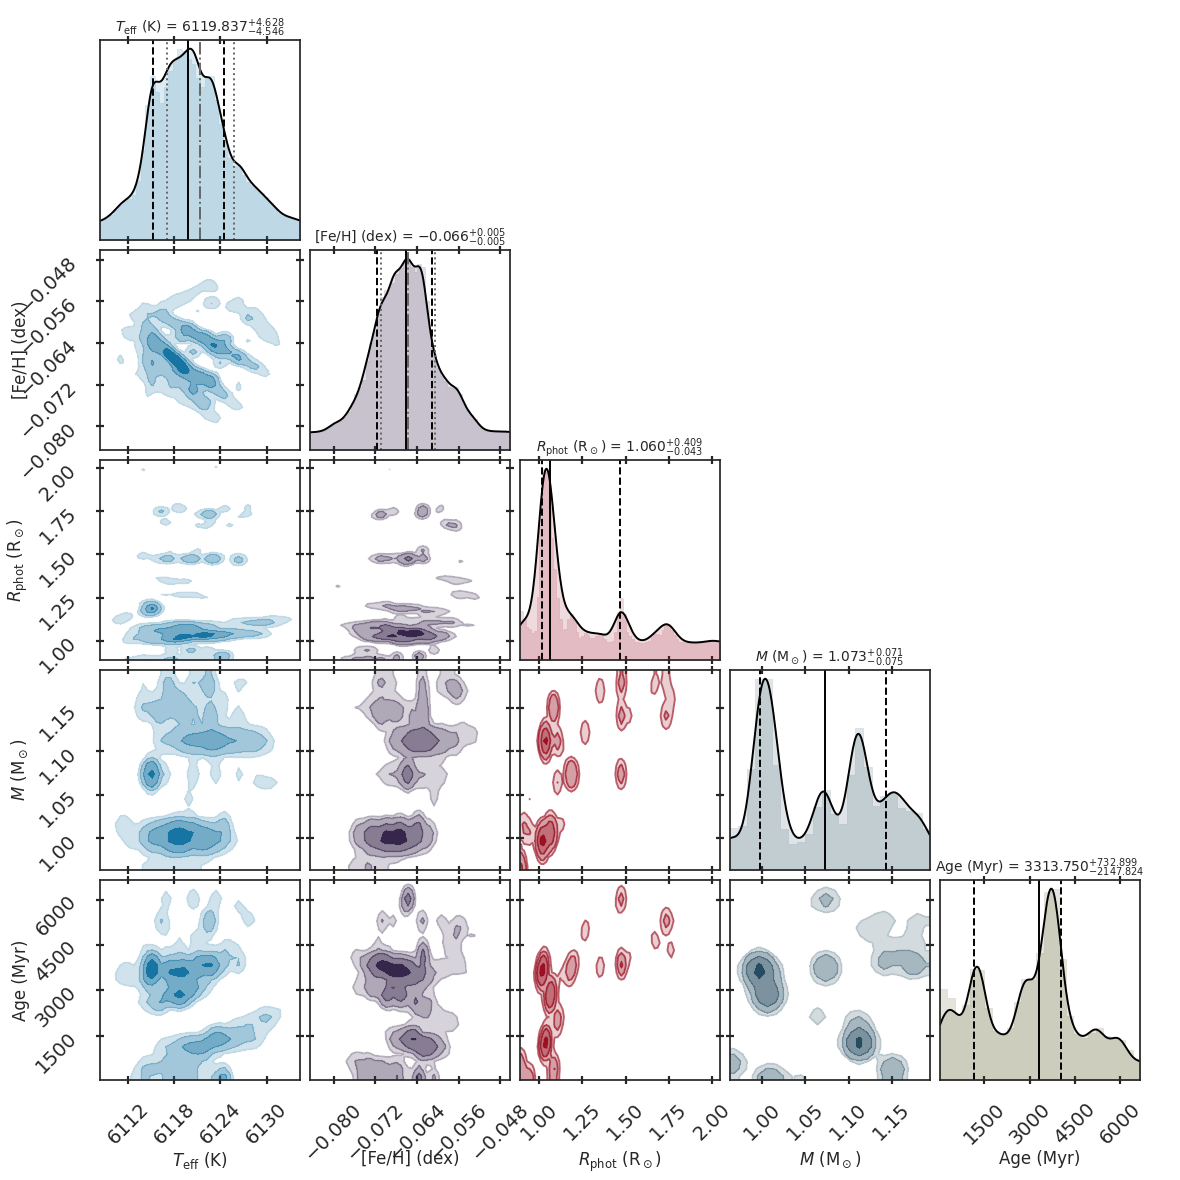 T_eff (K) = 6119.837 +4.628 −4.546
[Fe/H] (dex) = −0.066 +0.005 −0.005
−0.048
−0.056
−0.064
−0.072
−0.080
[Fe/H] (dex)
R_phot (R_⊙) = 1.060 +0.409 −0.043
2.00
1.75
1.50
1.25
1.00
R_phot (R_⊙)
M (M_⊙) = 1.073 +0.071 −0.075
1.15
1.10
1.05
1.00
M (M_⊙)
Age (Myr) = 3313.750 +732.899 −2147.824
6000
4500
3000
1500
Age (Myr)
6112 6118 6124 6130
−0.080 −0.072 −0.064 −0.056 −0.048
1.00 1.25 1.50 1.75 2.00
1.00 1.05 1.10 1.15
1500 3000 4500 6000
T_eff (K) [Fe/H] (dex) R_phot (R_⊙) M (M_⊙) Age (Myr)